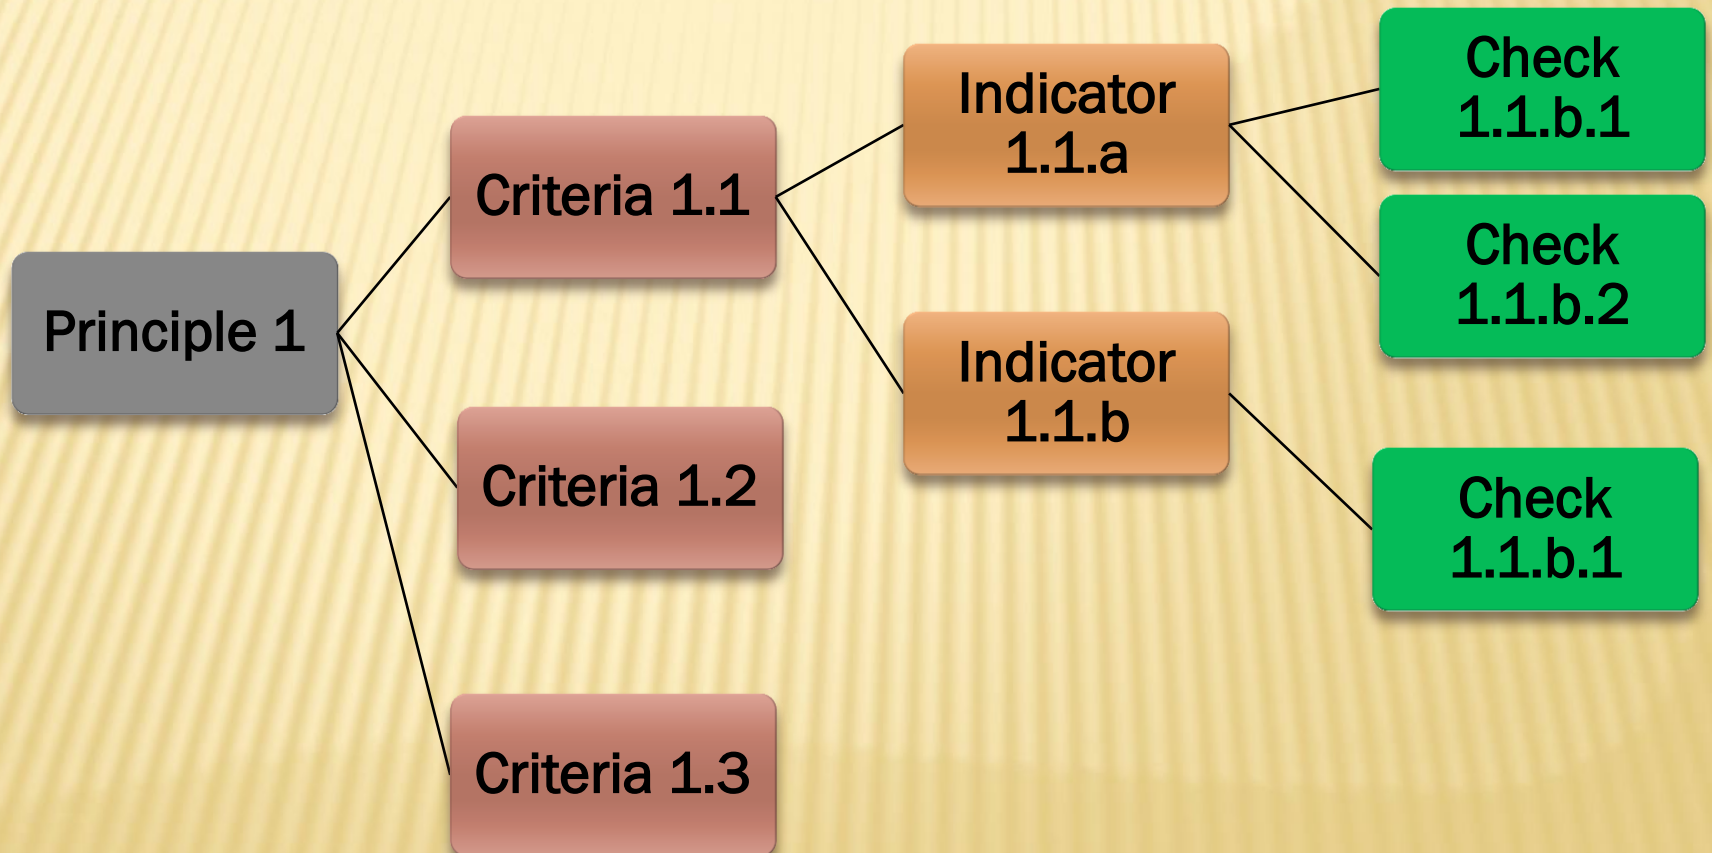 Principle 1
Criteria 1.1
Criteria 1.2
Criteria 1.3
Indicator
1.1.a
Indicator
1.1.b
Check
1.1.b.1
Check
1.1.b.2
Check
1.1.b.1